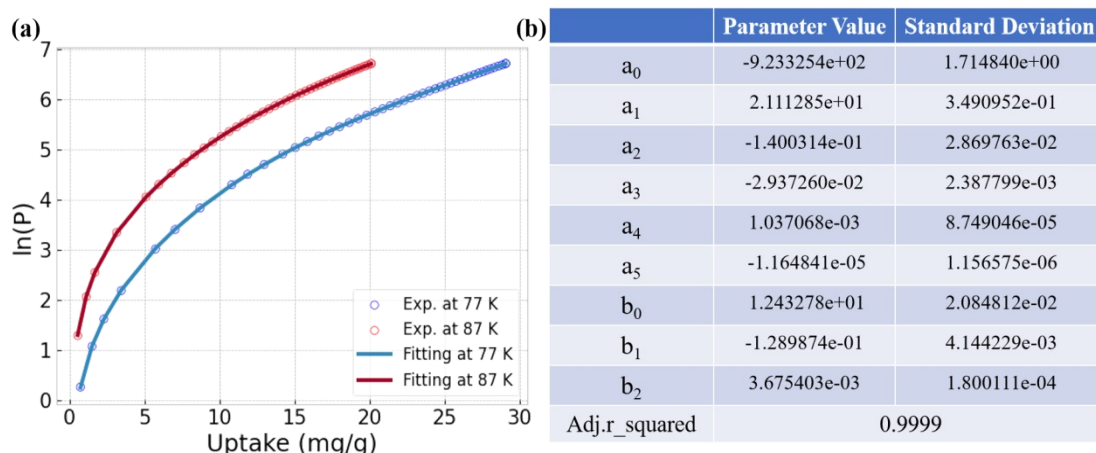 (a)
7
6
5
4
3
2
1
0
ln(P)
0 5 10 15 20 25 30
Uptake (mg/g)
Exp. at 77 K
Exp. at 87 K
Fitting at 77 K
Fitting at 87 K
(b)
Parameter Value Standard Deviation
a0 -9.233254e+02 1.714840e+00
a1 2.111285e+01 3.490952e-01
a2 -1.400314e-01 2.869763e-02
a3 -2.937260e-02 2.387799e-03
a4 1.037068e-03 8.749046e-05
a5 -1.164841e-05 1.156575e-06
b0 1.243278e+01 2.084812e-02
b1 -1.289874e-01 4.144229e-03
b2 3.675403e-03 1.800111e-04
Adj.r_squared 0.9999